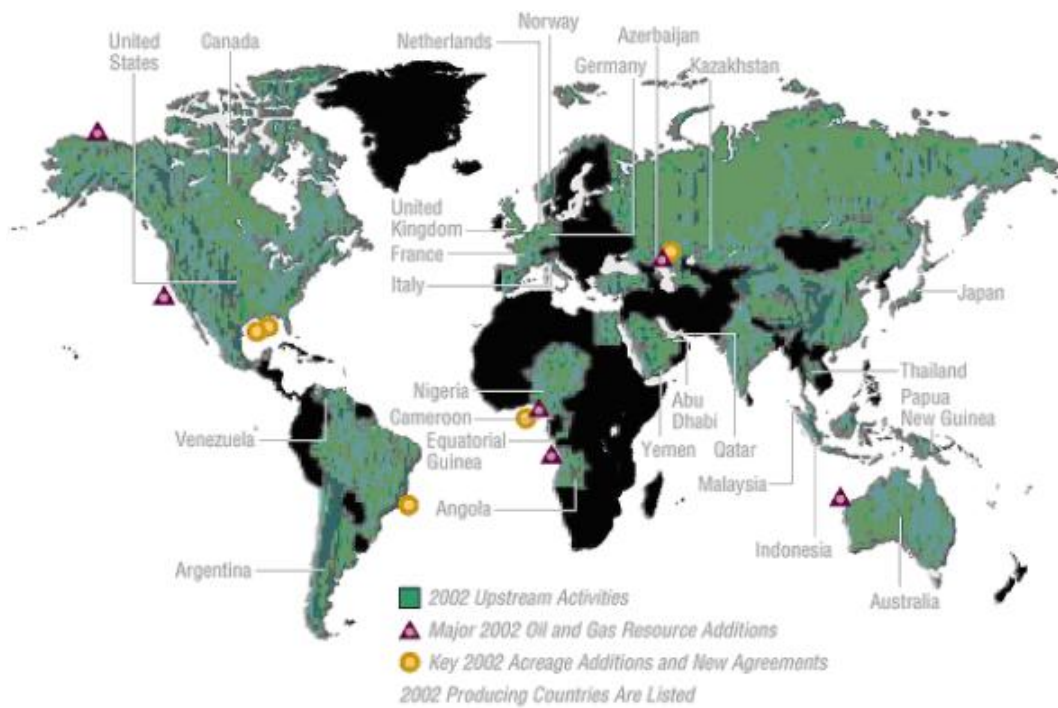 Norway
United
States
Canada
Netherlands
Azerbaijan
Germany
Kazakhstan
United
Kingdom
France
Italy
Japan
Nigeria
Cameroon
Equatorial
Guinea
Venezuela
Angola
Abu
Dhabi
Yemen
Qatar
Thailand
Papua
New Guinea
Malaysia
Indonesia
Argentina
Australia
2002 Upstream Activities
Major 2002 Oil and Gas Resource Additions
Key 2002 Acreage Additions and New Agreements
2002 Producing Countries Are Listed